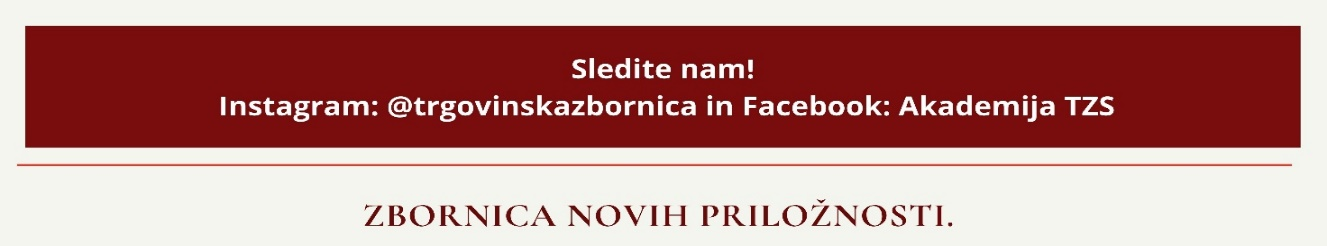 Sledite nam!
Instagram: @trgovinskazbornica in Facebook: Akademija TZS
ZBORNICA NOVIH PRILOŽNOSTI.